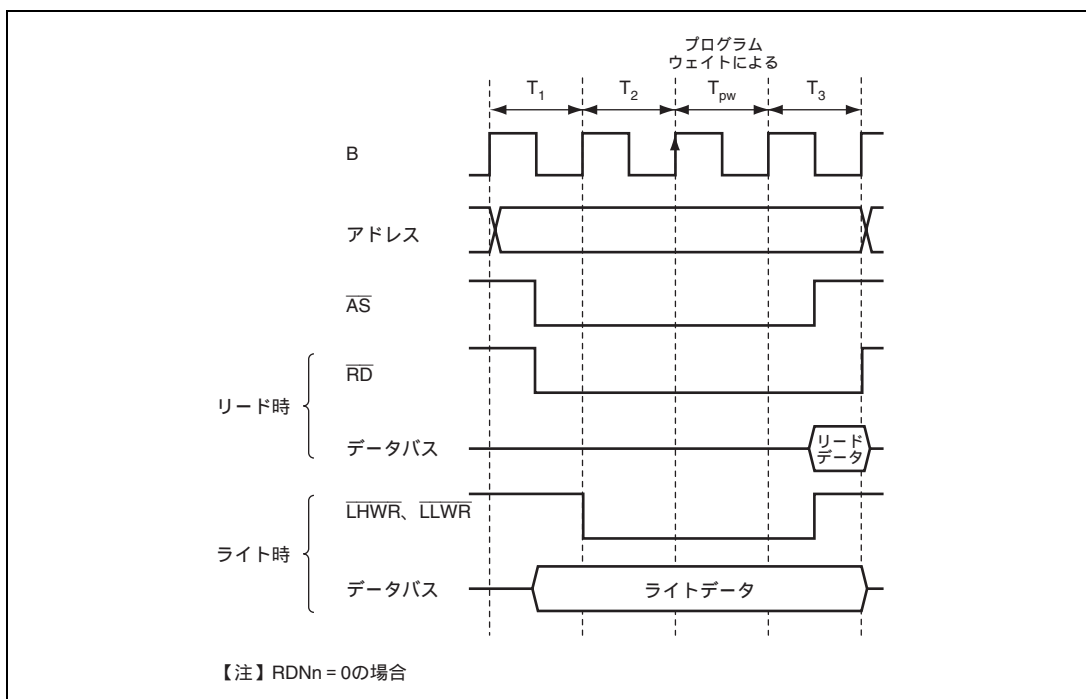 プログラム
ウェイトによる
T1 T2 Tpw T3
B
アドレス
AS
RD
リード時
データバス
リード
データ
LHWR、LLWR
ライト時
データバス
ライトデータ
【注】RDNn = 0の場合